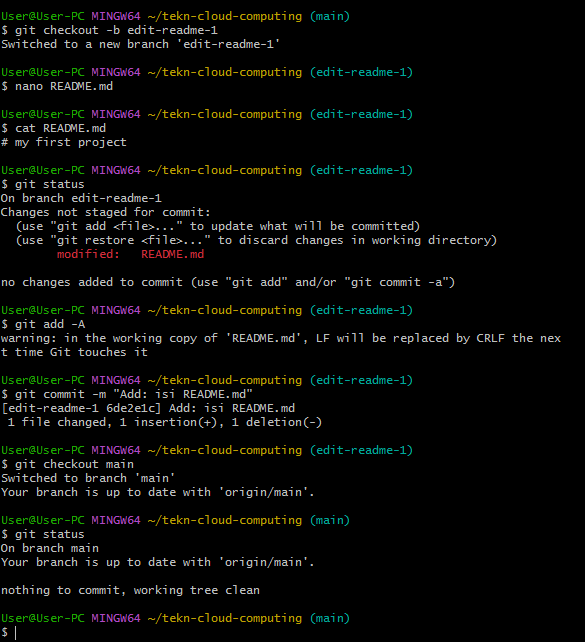 User@User-PC MINGW64 ~/tekn-cloud-computing (main)
$ git checkout -b edit-readme-1
Switched to a new branch 'edit-readme-1'
User@User-PC MINGW64 ~/tekn-cloud-computing (edit-readme-1)
$ nano README.md
User@User-PC MINGW64 ~/tekn-cloud-computing (edit-readme-1)
$ cat README.md
# my first project
User@User-PC MINGW64 ~/tekn-cloud-computing (edit-readme-1)
$ git status
On branch edit-readme-1
Changes not staged for commit:
  (use "git add <file>..." to update what will be committed)
  (use "git restore <file>..." to discard changes in working directory)
        modified:   README.md
no changes added to commit (use "git add" and/or "git commit -a")
User@User-PC MINGW64 ~/tekn-cloud-computing (edit-readme-1)
$ git add -A
warning: in the working copy of 'README.md', LF will be replaced by CRLF the nex
t time Git touches it
User@User-PC MINGW64 ~/tekn-cloud-computing (edit-readme-1)
$ git commit -m "Add: isi README.md"
[edit-readme-1 6de2e1c] Add: isi README.md
 1 file changed, 1 insertion(+), 1 deletion(-)
User@User-PC MINGW64 ~/tekn-cloud-computing (edit-readme-1)
$ git checkout main
Switched to branch 'main'
Your branch is up to date with 'origin/main'.
User@User-PC MINGW64 ~/tekn-cloud-computing (main)
$ git status
On branch main
Your branch is up to date with 'origin/main'.
nothing to commit, working tree clean
User@User-PC MINGW64 ~/tekn-cloud-computing (main)
$